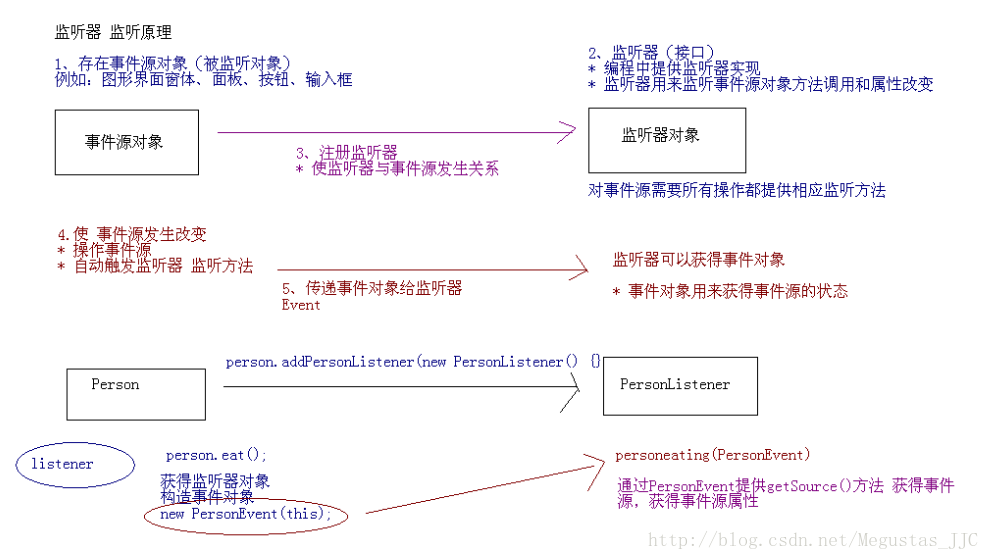 监听器 监听原理
1、存在事件源对象（被监听对象）
例如：图形界面窗体、面板、按钮、输入框
2、监听器（接口）
* 编程中提供监听器实现
* 监听器用来监听事件源对象方法调用和属性改变
事件源对象
监听器对象
3、注册监听器
* 使监听器与事件源发生关系
对事件源需要所有操作都提供相应监听方法
4.使 事件源发生改变
* 操作事件源
* 自动触发监听器 监听方法
5、传递事件对象给监听器
Event
监听器可以获得事件对象
* 事件对象用来获得事件源的状态
person.addPersonListener(new PersonListener() {}
Person
PersonListener
listener
person.eat();
获得监听器对象
构造事件对象
new PersonEvent(this);
personeating(PersonEvent)
通过PersonEvent提供getSource()方法 获得事件
源，获得事件源属性
http://blog.csdn.net/Megustas_JJC